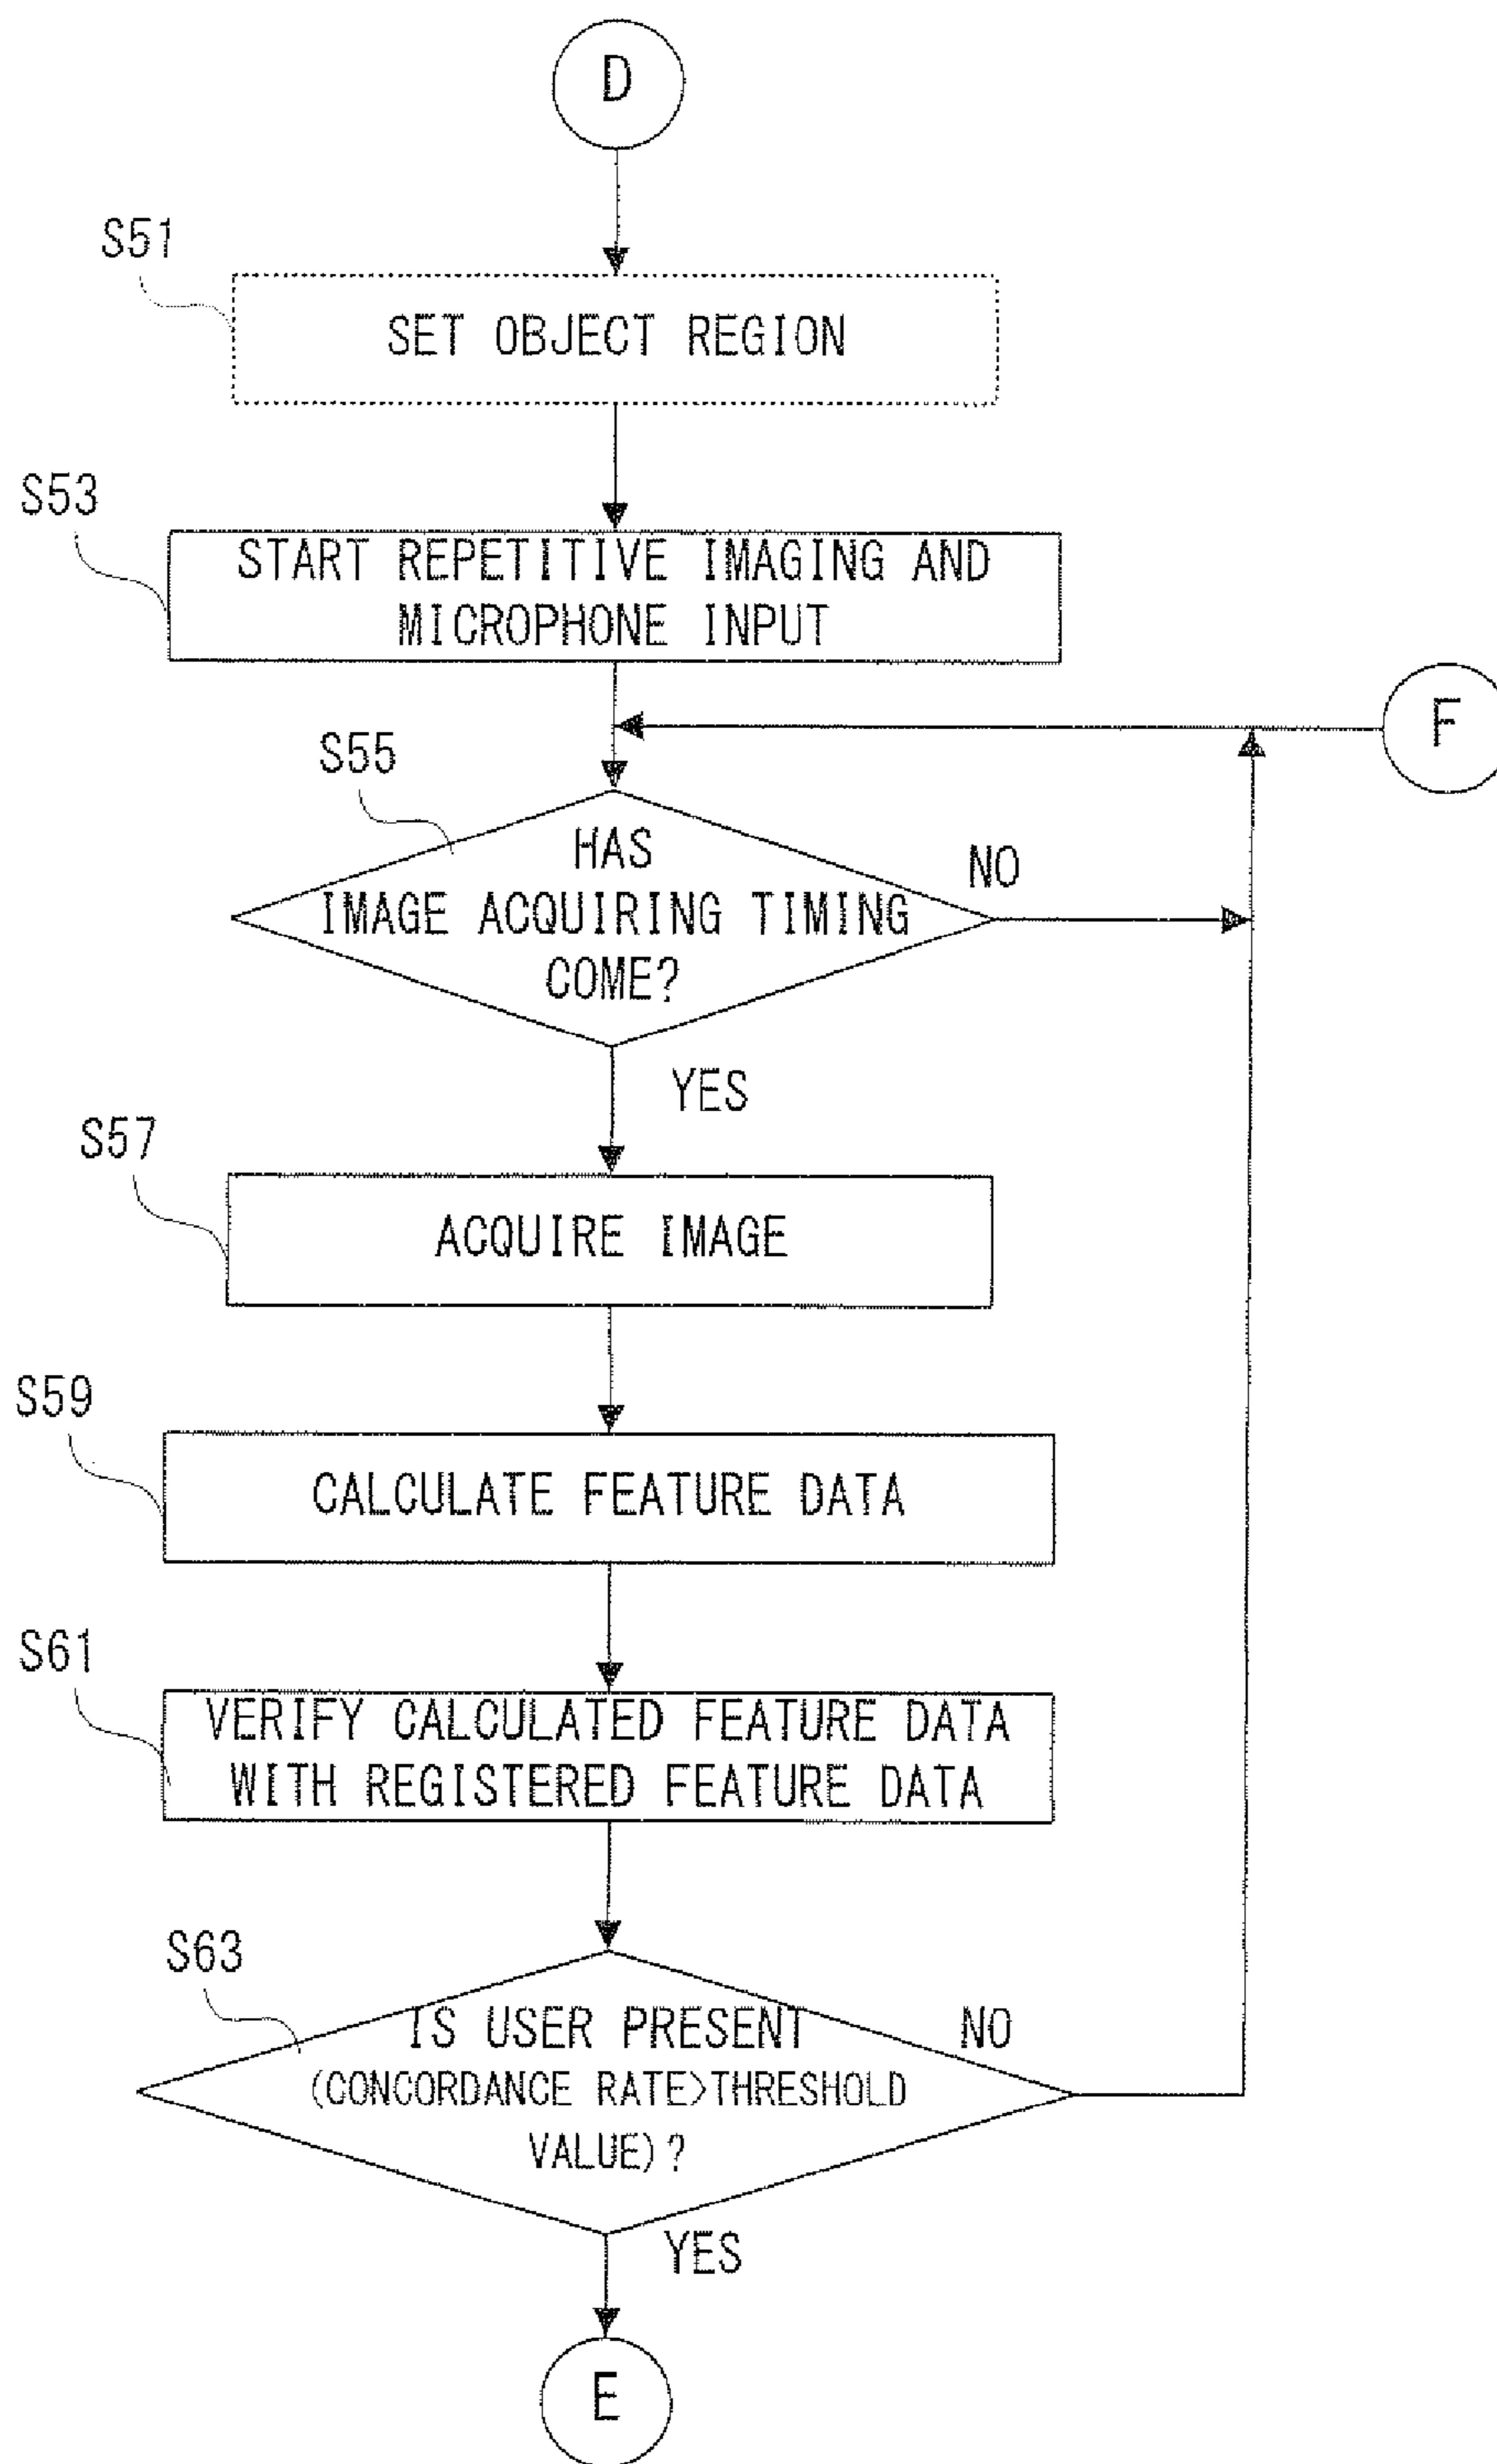 D
S51
SET OBJECT REGION
S53
START REPETITIVE IMAGING AND
MICROPHONE INPUT
F
S55
HAS
IMAGE ACQUIRING TIMING
COME?
NO
YES
S57
ACQUIRE IMAGE
S59
CALCULATE FEATURE DATA
S61
VERIFY CALCULATED FEATURE DATA
WITH REGISTERED FEATURE DATA
S63
IS USER PRESENT
(CONCORDANCE RATE>THRESHOLD
VALUE)?
NO
YES
E